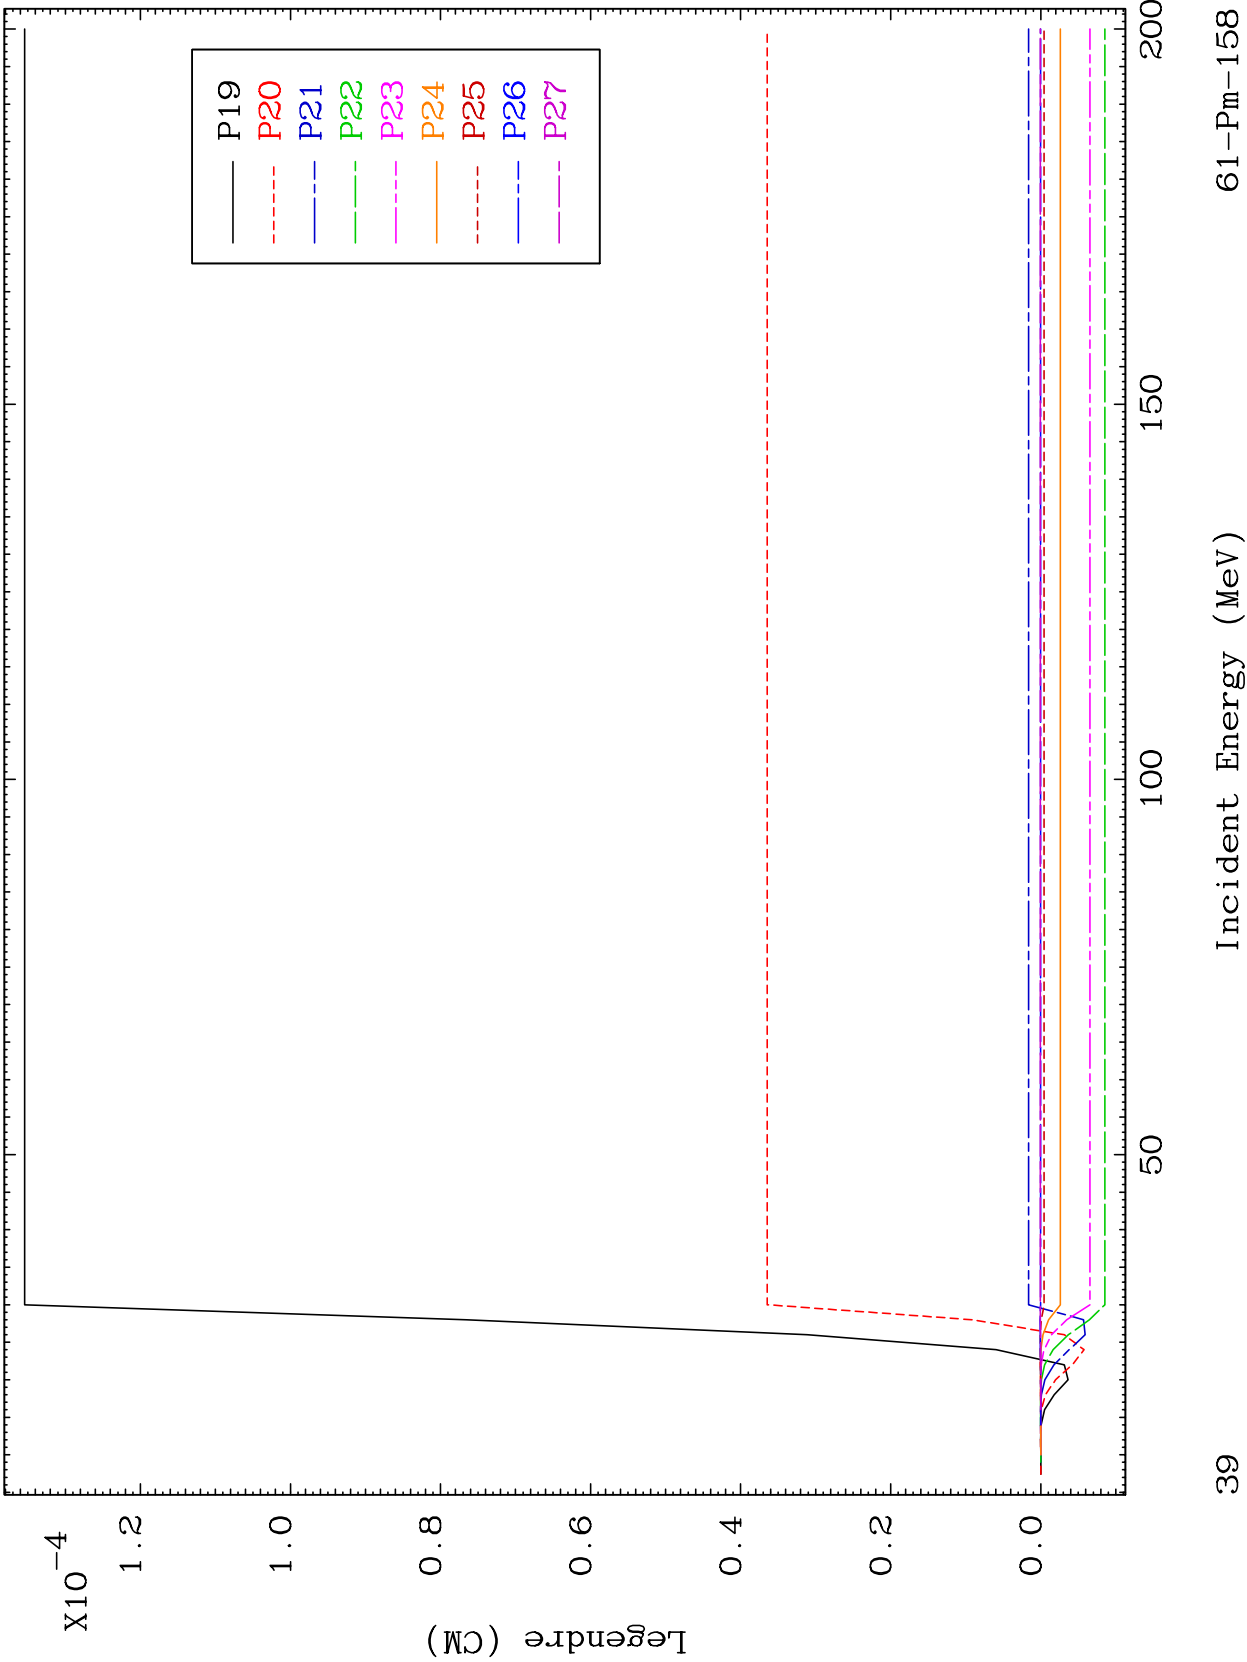 X10-4
1.2
1.0
0.8
0.6
0.4
0.2
0.0
Legendre (CM)
50
100
150
200
Incident Energy (MeV)
39
61-Pm-158
P19
P20
P21
P22
P23
P24
P25
P26
P27